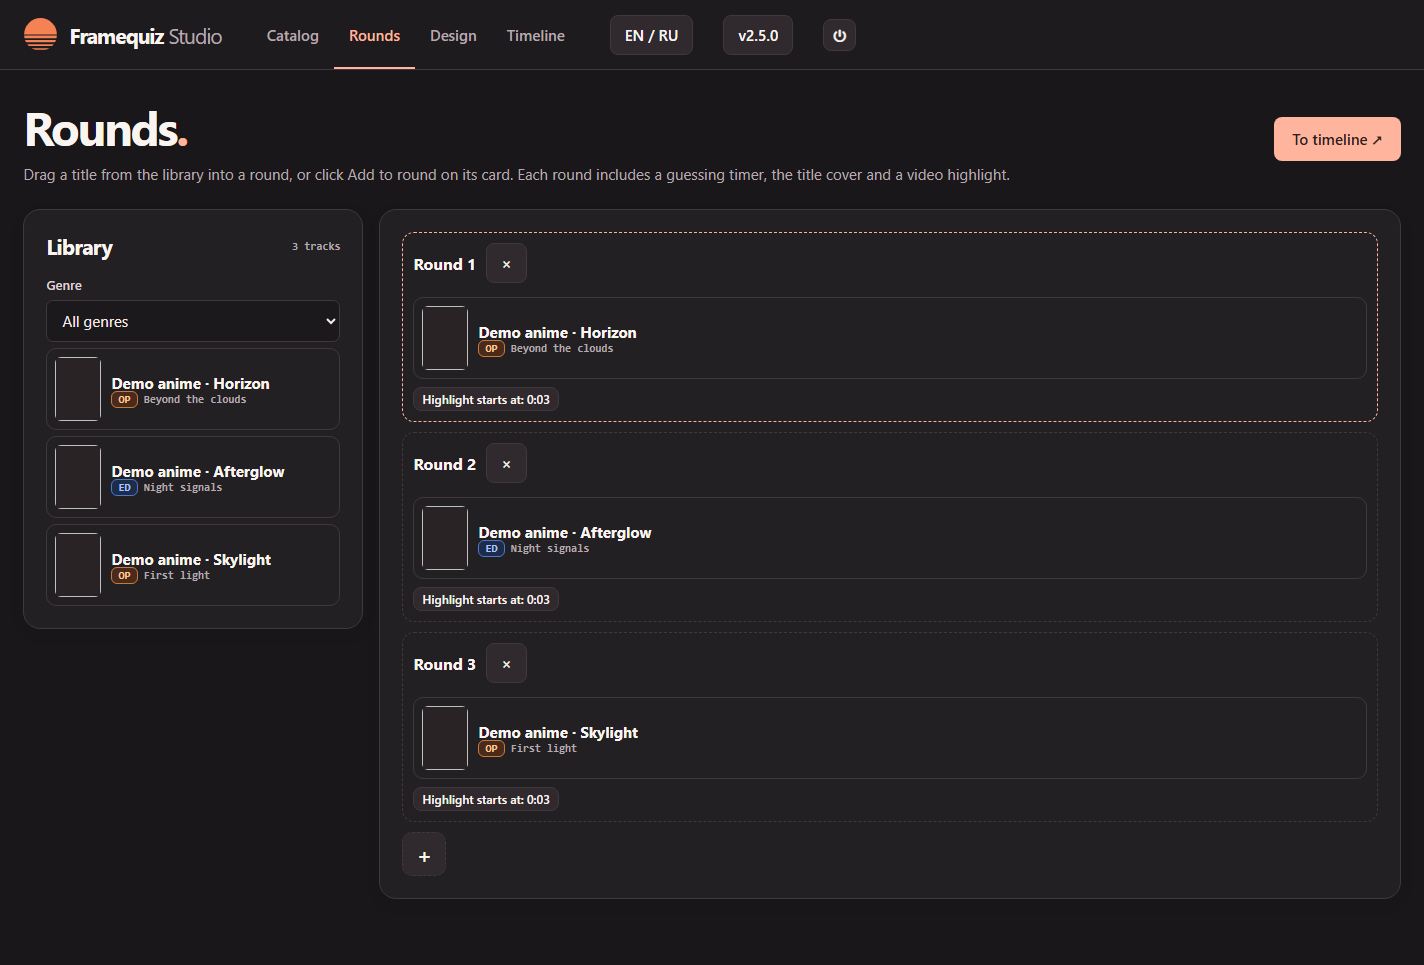 Framequiz Studio
Catalog
Rounds
Design
Timeline
EN / RU
v2.5.0
Rounds.
To timeline ↗
Drag a title from the library into a round, or click Add to round on its card. Each round includes a guessing timer, the title cover and a video highlight.
Library
3 tracks
Genre
All genres
Demo anime · Horizon
OP Beyond the clouds
Demo anime · Afterglow
ED Night signals
Demo anime · Skylight
OP First light
Round 1 ×
Demo anime · Horizon
OP Beyond the clouds
Highlight starts at: 0:03
Round 2 ×
Demo anime · Afterglow
ED Night signals
Highlight starts at: 0:03
Round 3 ×
Demo anime · Skylight
OP First light
Highlight starts at: 0:03
+